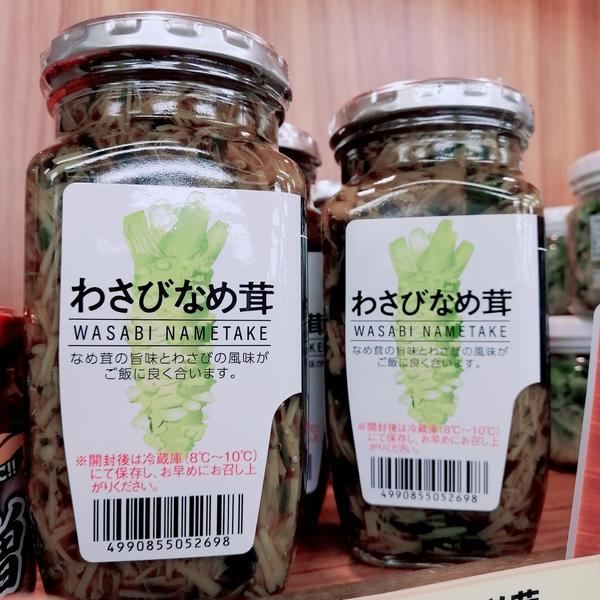 わさびなめ茸
WASABI NAMETAKE
なめ茸の旨味とわさびの風味が
ご飯に良く合います。
※開封後は冷蔵庫(8℃～10℃)
にて保存し、お早めにお召し上
がりください。
4990855052698
わさびなめ茸
WASABI NAMETAKE
なめ茸の旨味とわさびの風味が
ご飯に良く合います。
※開封後は冷蔵庫(8℃～10℃)
にて保存し、お早めにお召し上
がりください。
4990855052698